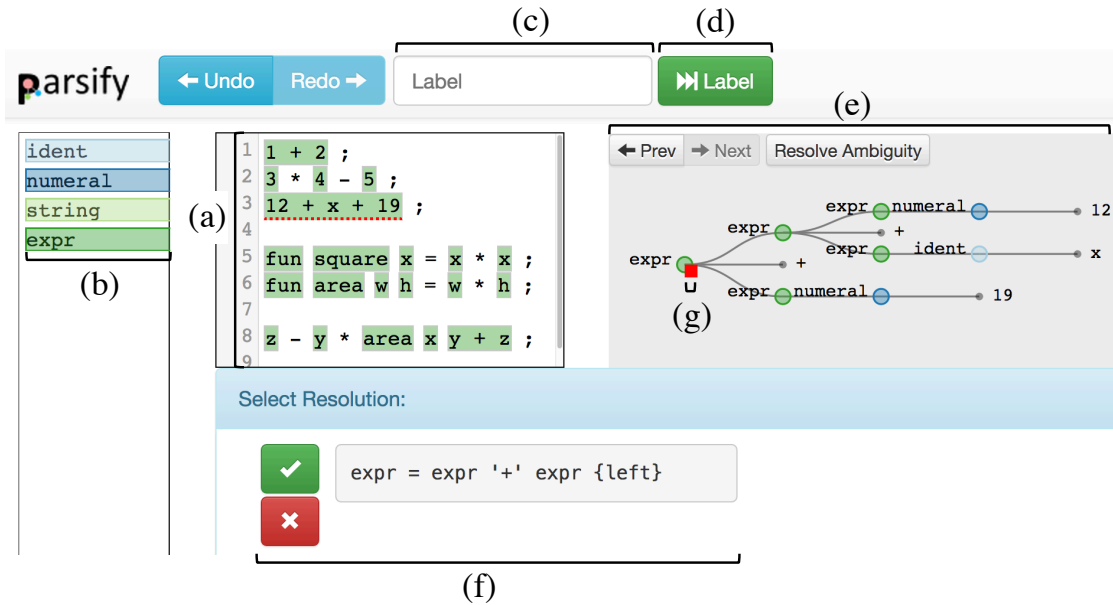 (c)
(d)
parsify
Undo
Redo
Label
Label
(e)
ident
numeral
string
expr
(b)
(a)
1 1 + 2 ;
2 3 * 4 - 5 ;
3 12 + x + 19 ;
4
5 fun square x = x * x ;
6 fun area w h = w * h ;
7
8 z - y * area x y + z ;
9
Prev
Next
Resolve Ambiguity
expr numeral 12
expr +
expr ident x
expr +
expr numeral 19
(g)
Select Resolution:
expr = expr '+' expr {left}
(f)